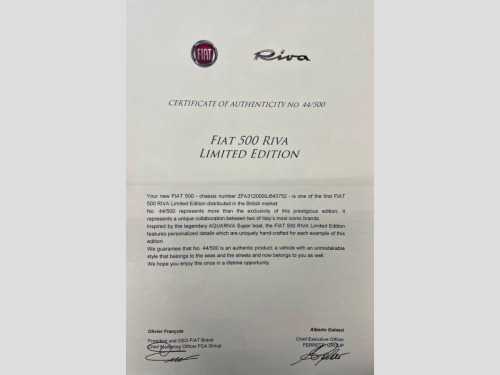 FIAT
Riva
CERTIFICATE OF AUTHENTICITY No. 44/500
FIAT 500 RIVA
LIMITED EDITION
Your new FIAT 500 - chassis number ZFA3120000J643752 - is one of the first FIAT
500 RIVA Limited Edition distributed in the British market.
No. 44/500 represents more than the exclusivity of this prestigious edition; it
represents a unique collaboration between two of Italy's most iconic brands.
Inspired by the legendary AQUARIVA Super boat, the FIAT 500 RIVA Limited Edition
features personalized details which are uniquely hand-crafted for each example of this
edition.
We guarantee that No. 44/500 is an authentic product, a vehicle with an unmistakable
style that belongs to the seas and the streets and now belongs to you as well.
We hope you enjoy this once in a lifetime opportunity.
Olivier François
President and CEO FIAT Brand
Chief Marketing Officer FCA Group
Alberto Galassi
Chief Executive Officer
FERRETTI GROUP